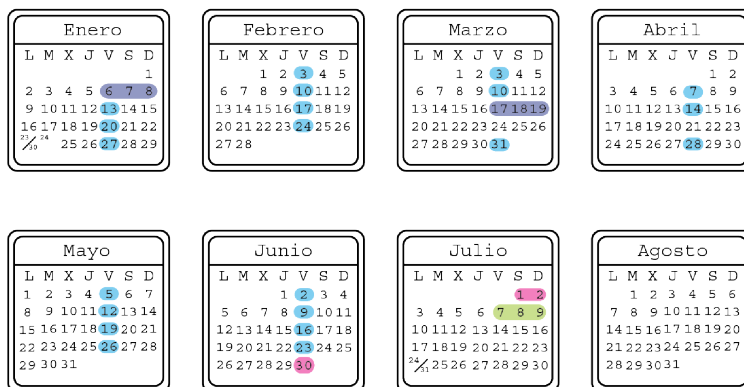 Enero
L M X J V S D
1
2 3 4 5 6 7 8
9 10 11 12 13 14 15
16 17 18 19 20 21 22
23/30 24 25 26 27 28 29
Febrero
L M X J V S D
1 2 3 4 5
6 7 8 9 10 11 12
13 14 15 16 17 18 19
20 21 22 23 24 25 26
27 28
Marzo
L M X J V S D
1 2 3 4 5
6 7 8 9 10 11 12
13 14 15 16 17 18 19
20 21 22 23 24 25 26
27 28 29 30 31
Abril
L M X J V S D
1 2
3 4 5 6 7 8 9
10 11 12 13 14 15 16
17 18 19 20 21 22 23
24 25 26 27 28 29 30
Mayo
L M X J V S D
1 2 3 4 5 6 7
8 9 10 11 12 13 14
15 16 17 18 19 20 21
22 23 24 25 26 27 28
29 30 31
Junio
L M X J V S D
1 2 3 4
5 6 7 8 9 10 11
12 13 14 15 16 17 18
19 20 21 22 23 24 25
26 27 28 29 30
Julio
L M X J V S D
1 2
3 4 5 6 7 8 9
10 11 12 13 14 15 16
17 18 19 20 21 22 23
24/31 25 26 27 28 29 30
Agosto
L M X J V S D
1 2 3 4 5 6
7 8 9 10 11 12 13
14 15 16 17 18 19 20
21 22 23 24 25 26 27
28 29 30 31